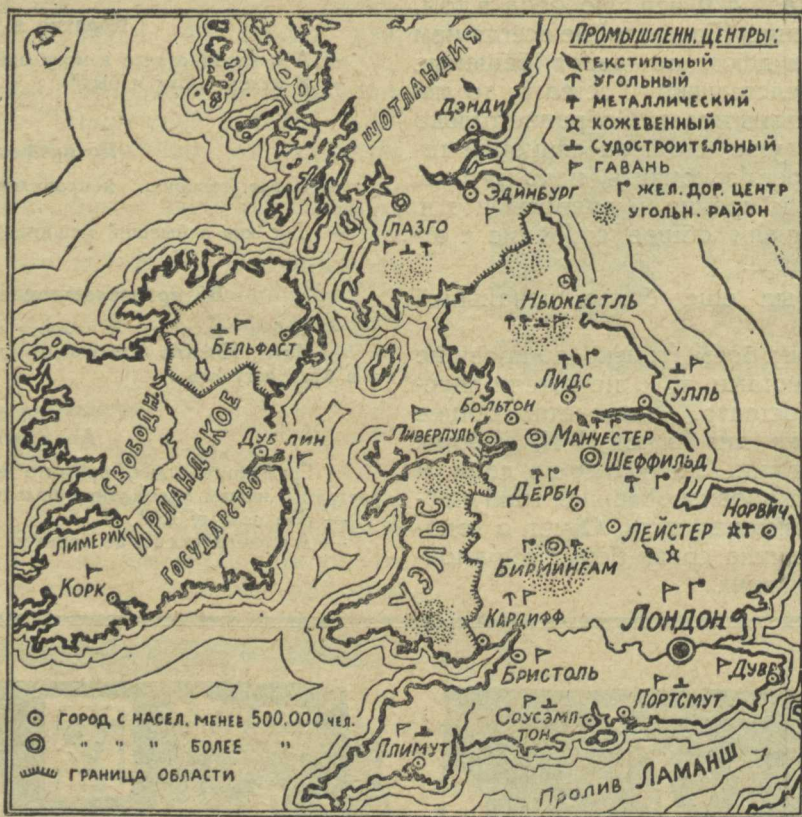 ПРОМЫШЛЕНН. ЦЕНТРЫ:
ТЕКСТИЛЬНЫЙ
УГОЛЬНЫЙ
МЕТАЛЛИЧЕСКИЙ
КОЖЕВЕННЫЙ
СУДОСТРОИТЕЛЬНЫЙ
ГАВАНЬ
ЖЕЛ. ДОР. ЦЕНТР
УГОЛЬН. РАЙОН
ШОТЛАНДИЯ
ДЭНДИ
ЭДИНБУРГ
ГЛАЗГО
НЬЮКЕСТЛЬ
БЕЛЬФАСТ
ЛИДС
ГУЛЛЬ
БОЛЬТОН
ЛИВЕРПУЛЬ
МАНЧЕСТЕР
ШЕФФИЛЬД
СВОБОДН.
ИРЛАНДСКОЕ
ГОСУДАРСТВО
ДУБЛИН
ДЕРБИ
НОРВИЧ
ЛЕЙСТЕР
УЭЛЬС
ЛИМЕРИК
БИРМИНГАМ
КОРК
КАРДИФФ
ЛОНДОН
БРИСТОЛЬ
ДУВР
ПОРТСМУТ
СОУСЭМП-
ТОН
ПЛИМУТ
ПРОЛИВ ЛАМАНШ
ГОРОД С НАСЕЛ. МЕНЕЕ 500.000 ЧЕЛ.
" " " БОЛЕЕ "
ГРАНИЦА ОБЛАСТИ